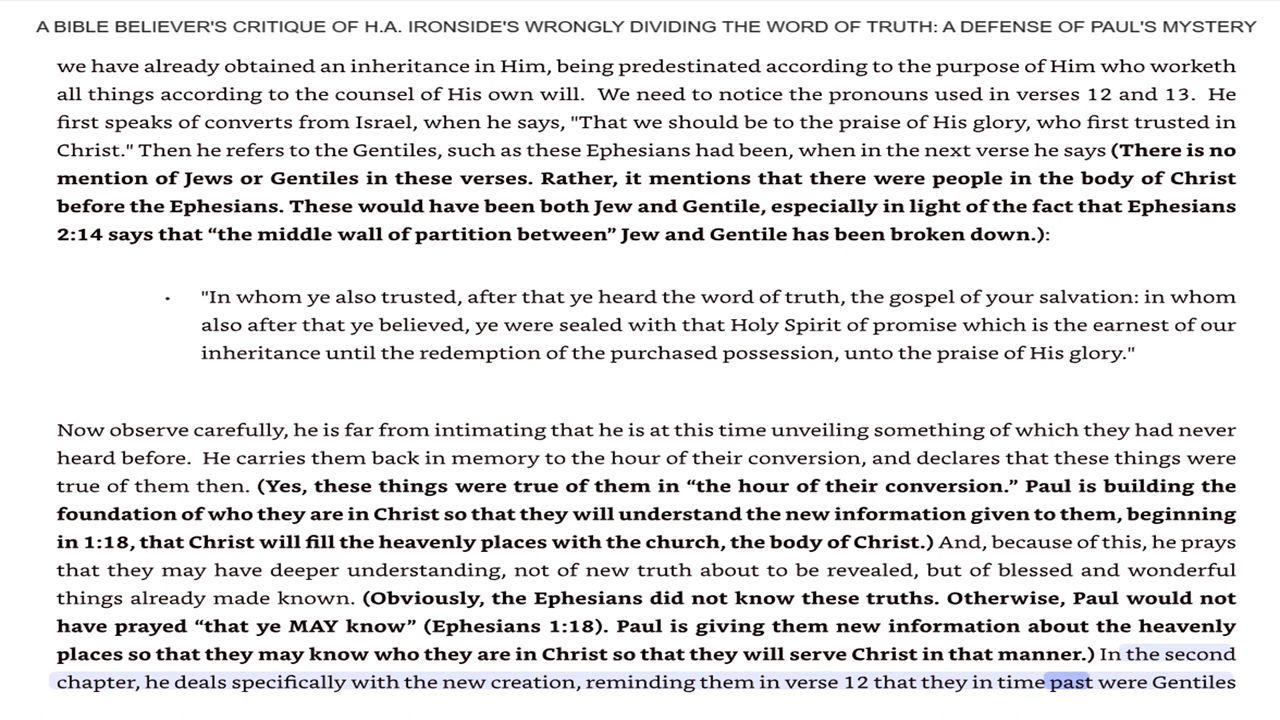 A BIBLE BELIEVER'S CRITIQUE OF H.A. IRONSIDE'S WRONGLY DIVIDING THE WORD OF TRUTH: A DEFENSE OF PAUL'S MYSTERY
we have already obtained an inheritance in Him, being predestinated according to the purpose of Him who worketh
all things according to the counsel of His own will.  We need to notice the pronouns used in verses 12 and 13.  He
first speaks of converts from Israel, when he says, "That we should be to the praise of His glory, who first trusted in
Christ." Then he refers to the Gentiles, such as these Ephesians had been, when in the next verse he says (There is no
mention of Jews or Gentiles in these verses. Rather, it mentions that there were people in the body of Christ
before the Ephesians. These would have been both Jew and Gentile, especially in light of the fact that Ephesians
2:14 says that “the middle wall of partition between” Jew and Gentile has been broken down.):
· "In whom ye also trusted, after that ye heard the word of truth, the gospel of your salvation: in whom
also after that ye believed, ye were sealed with that Holy Spirit of promise which is the earnest of our
inheritance until the redemption of the purchased possession, unto the praise of His glory."
Now observe carefully, he is far from intimating that he is at this time unveiling something of which they had never
heard before.  He carries them back in memory to the hour of their conversion, and declares that these things were
true of them then. (Yes, these things were true of them in “the hour of their conversion.” Paul is building the
foundation of who they are in Christ so that they will understand the new information given to them, beginning
in 1:18, that Christ will fill the heavenly places with the church, the body of Christ.) And, because of this, he prays
that they may have deeper understanding, not of new truth about to be revealed, but of blessed and wonderful
things already made known. (Obviously, the Ephesians did not know these truths. Otherwise, Paul would not
have prayed “that ye MAY know” (Ephesians 1:18). Paul is giving them new information about the heavenly
places so that they may know who they are in Christ so that they will serve Christ in that manner.) In the second
chapter, he deals specifically with the new creation, reminding them in verse 12 that they in time past were Gentiles